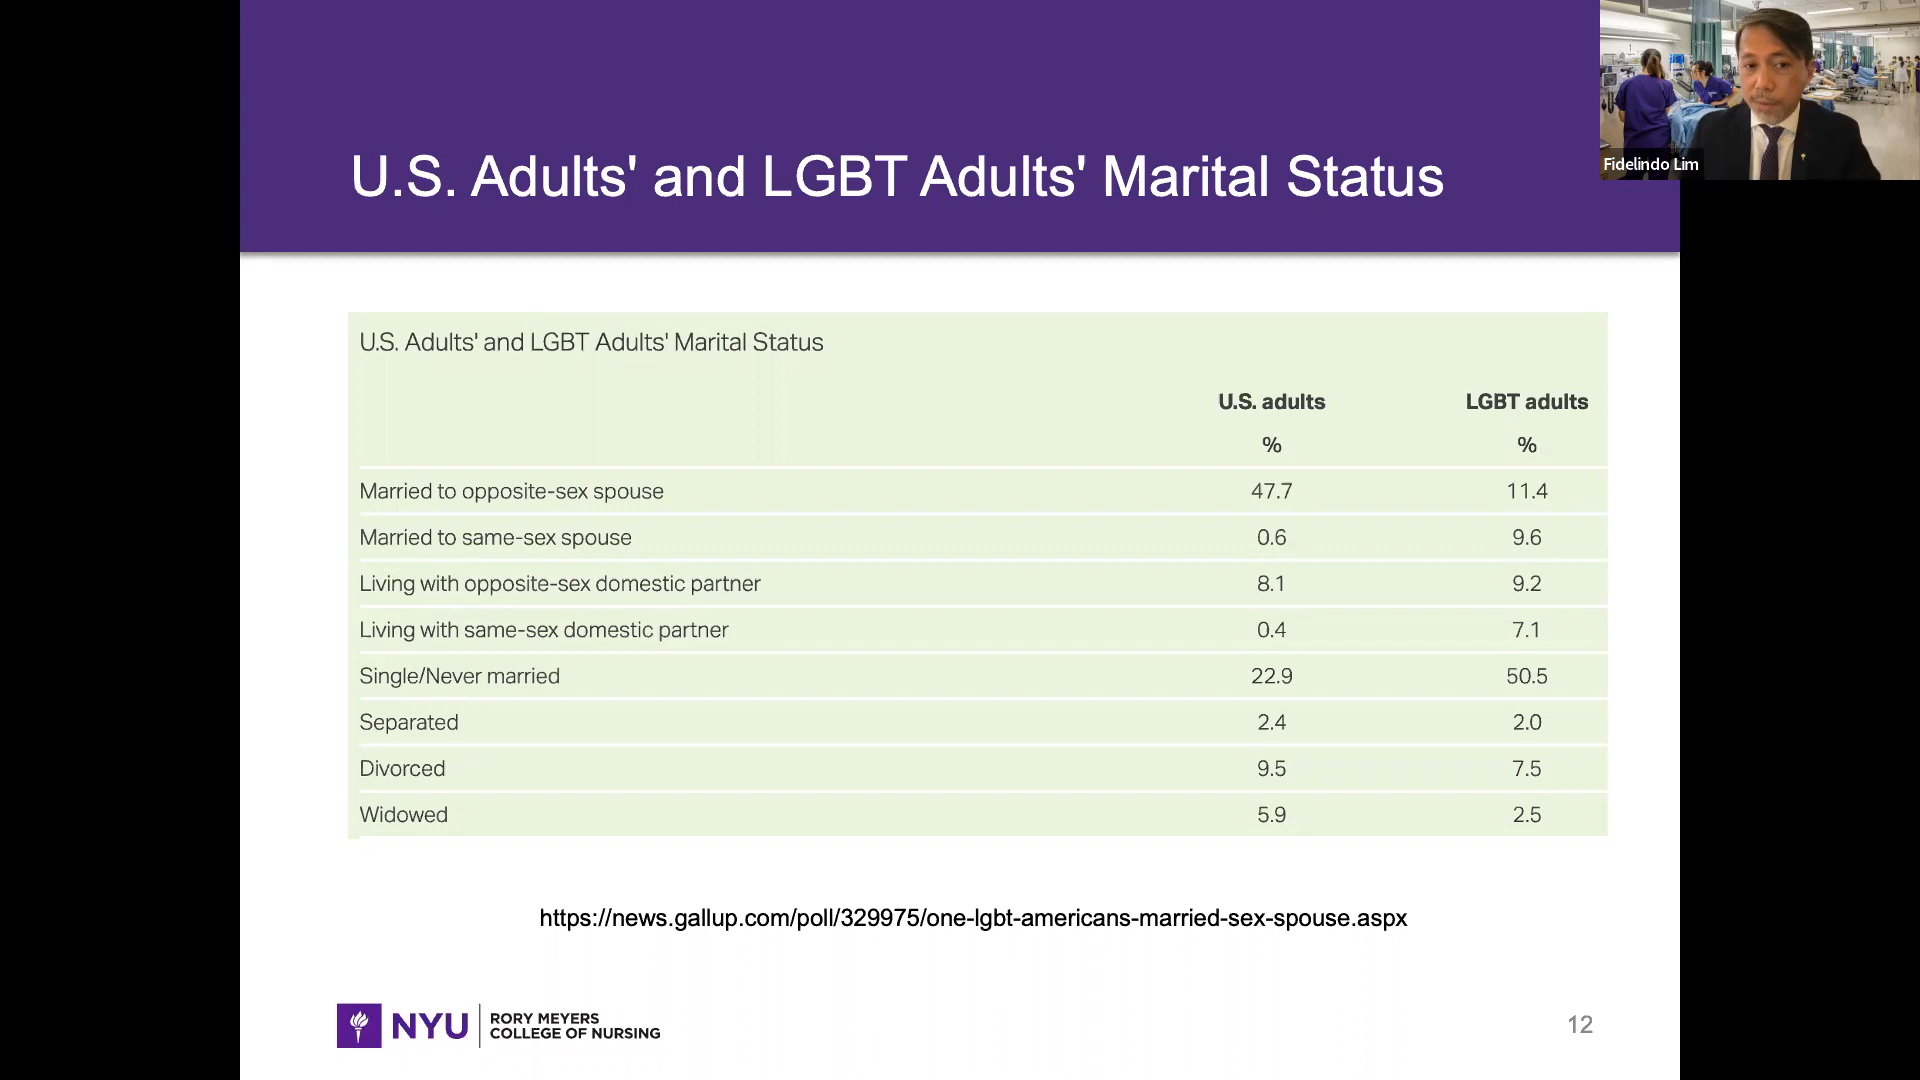 U.S. Adults' and LGBT Adults' Marital Status
Fidelindo Lim
U.S. Adults' and LGBT Adults' Marital Status
U.S. adults LGBT adults
% %
Married to opposite-sex spouse 47.7 11.4
Married to same-sex spouse 0.6 9.6
Living with opposite-sex domestic partner 8.1 9.2
Living with same-sex domestic partner 0.4 7.1
Single/Never married 22.9 50.5
Separated 2.4 2.0
Divorced 9.5 7.5
Widowed 5.9 2.5
https://news.gallup.com/poll/329975/one-lgbt-americans-married-sex-spouse.aspx
NYU RORY MEYERS
COLLEGE OF NURSING
12